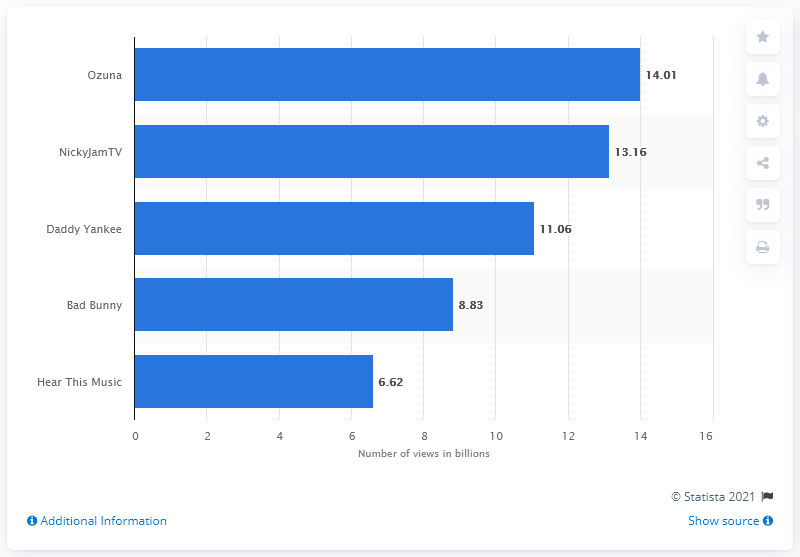 Ozuna
14.01
NickyJamTV
13.16
Daddy Yankee
11.06
Bad Bunny
8.83
Hear This Music
6.62
0 2 4 6 8 10 12 14 16
Number of views in billions
© Statista 2021
Additional Information
Show source